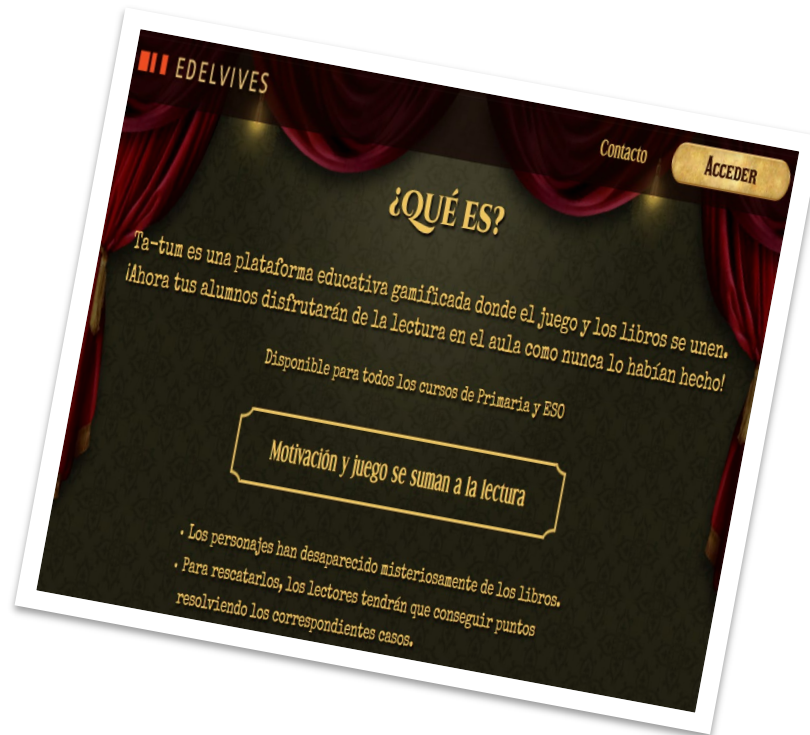 EDELVIVES
Contacto
ACCEDER
¿QUÉ ES?
Ta-tum es una plataforma educativa gamificada donde el juego y los libros se unen.
¡Ahora tus alumnos disfrutarán de la lectura en el aula como nunca lo habían hecho!
Disponible para todos los cursos de Primaria y ESO
Motivación y juego se suman a la lectura
• Los personajes han desaparecido misteriosamente de los libros.
• Para rescatarlos, los lectores tendrán que conseguir puntos
resolviendo los correspondientes casos.